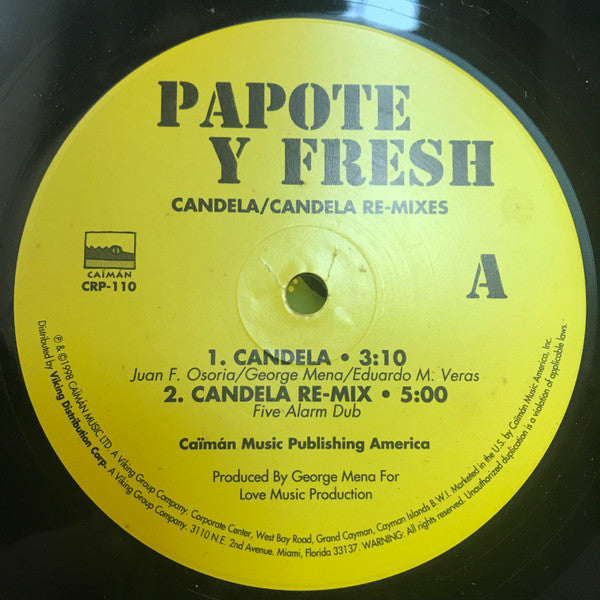 PAPOTE
Y FRESH
CANDELA/CANDELA RE-MIXES
CAÏMÁN
CRP-110
A
1. CANDELA • 3:10
Juan F. Osoria/George Mena/Eduardo M. Veras
2. CANDELA RE-MIX • 5:00
Five Alarm Dub
Caïmán Music Publishing America
Produced By George Mena For
Love Music Production
℗ & ©1998 CAÏMÁN MUSIC LTD. A Viking Group Company. Corporate Center, West Bay Road, Grand Cayman, Cayman Islands B.W.I. Marketed in the U.S. by Caïmán Music America, Inc.
Distributed by Viking Distribution Corp. A Viking Group Company. 3110 N.E. 2nd Avenue. Miami, Florida 33137. WARNING: All rights reserved. Unauthorized duplication is a violation of applicable laws.